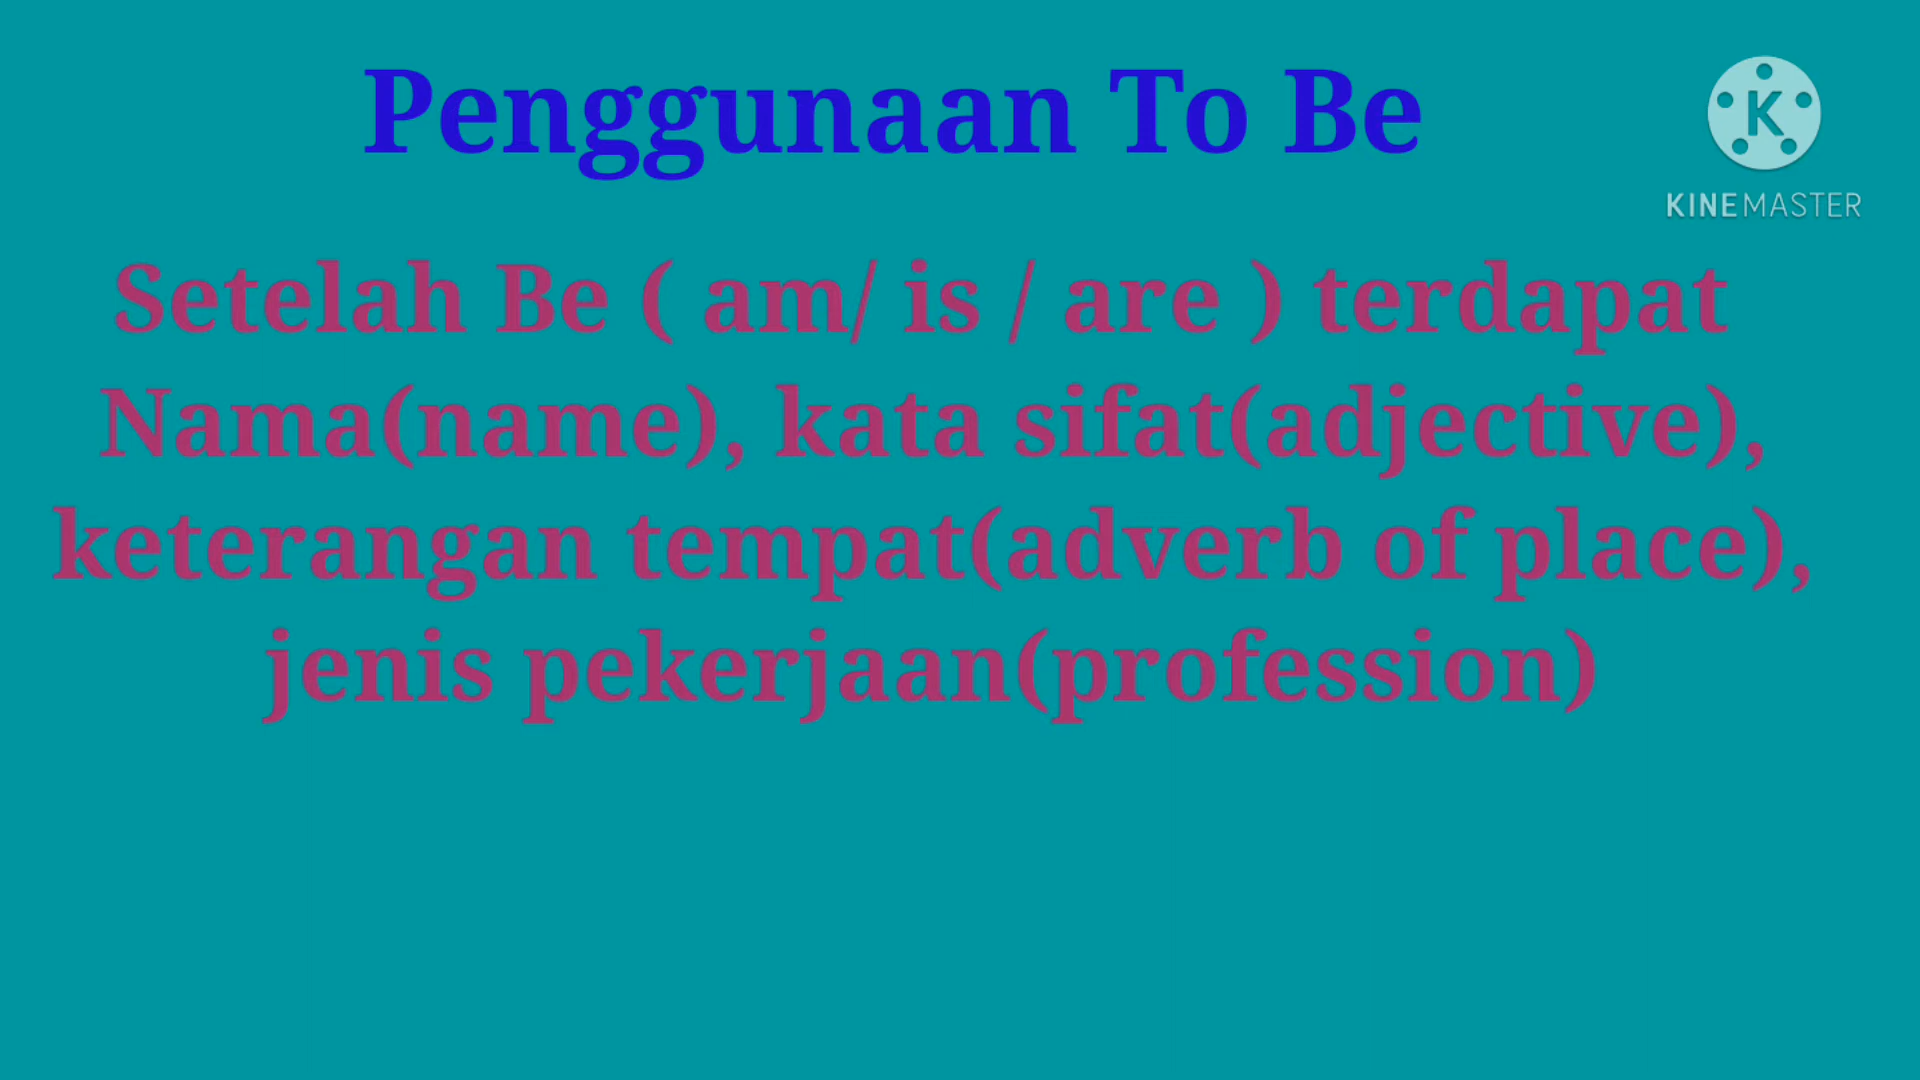 Penggunaan To Be
K
KINEMASTER
Setelah Be ( am/ is / are ) terdapat
Nama(name), kata sifat(adjective),
keterangan tempat(adverb of place),
jenis pekerjaan(profession)